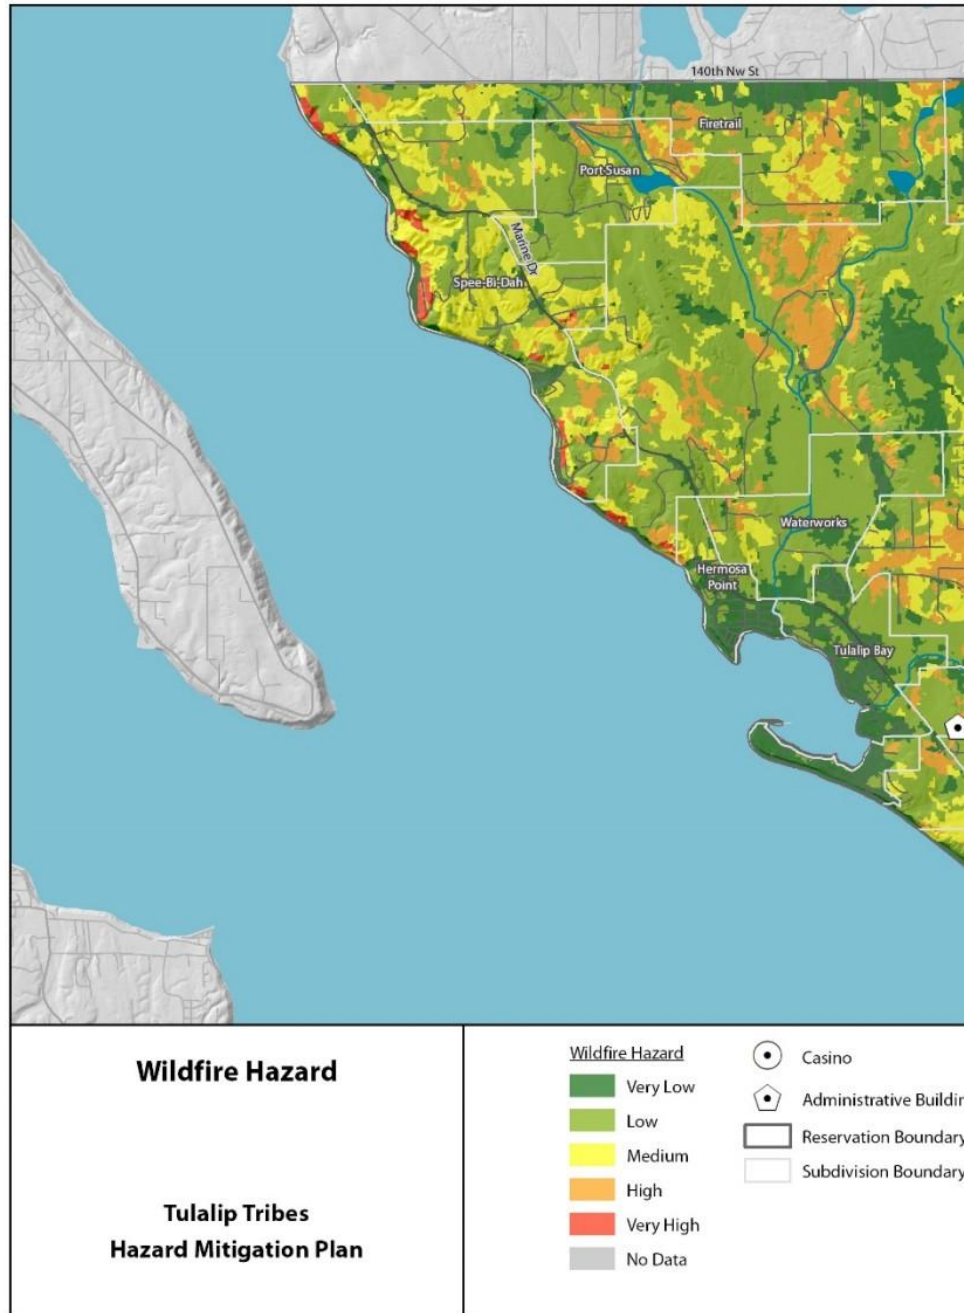 140th Nw St
Firetrail
Port Susan
Marine Dr
Spee-Bi-Dah
Waterworks
Hermosa
Point
Tulalip Bay
Wildfire Hazard
Tulalip Tribes
Hazard Mitigation Plan
Wildfire Hazard
Very Low
Low
Medium
High
Very High
No Data
Casino
Administrative Buildin
Reservation Boundary
Subdivision Boundary